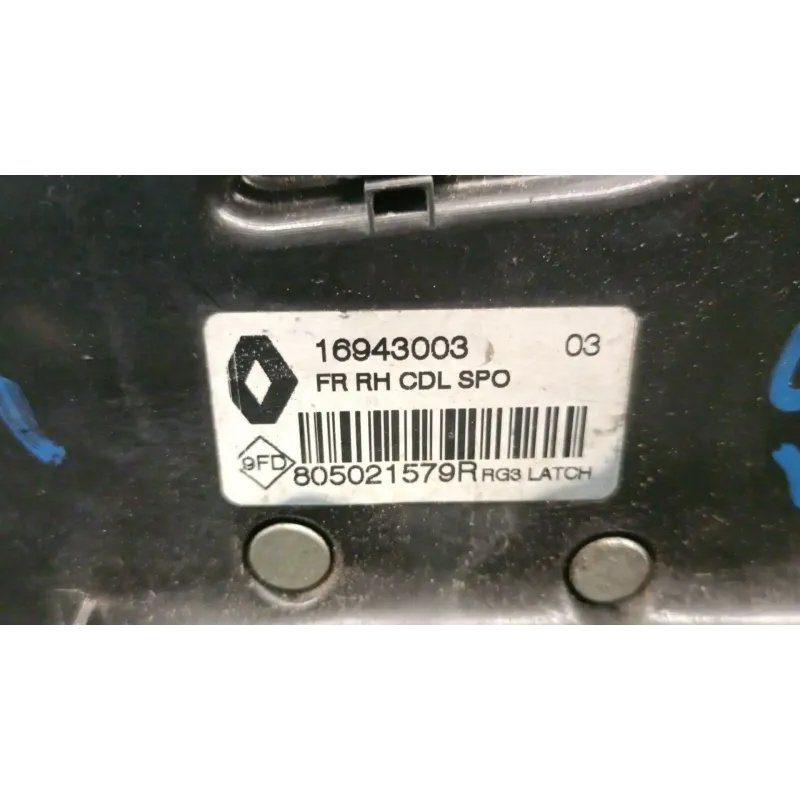 16943003 03
FR RH CDL SPO
9FD 805021579R RG3 LATCH